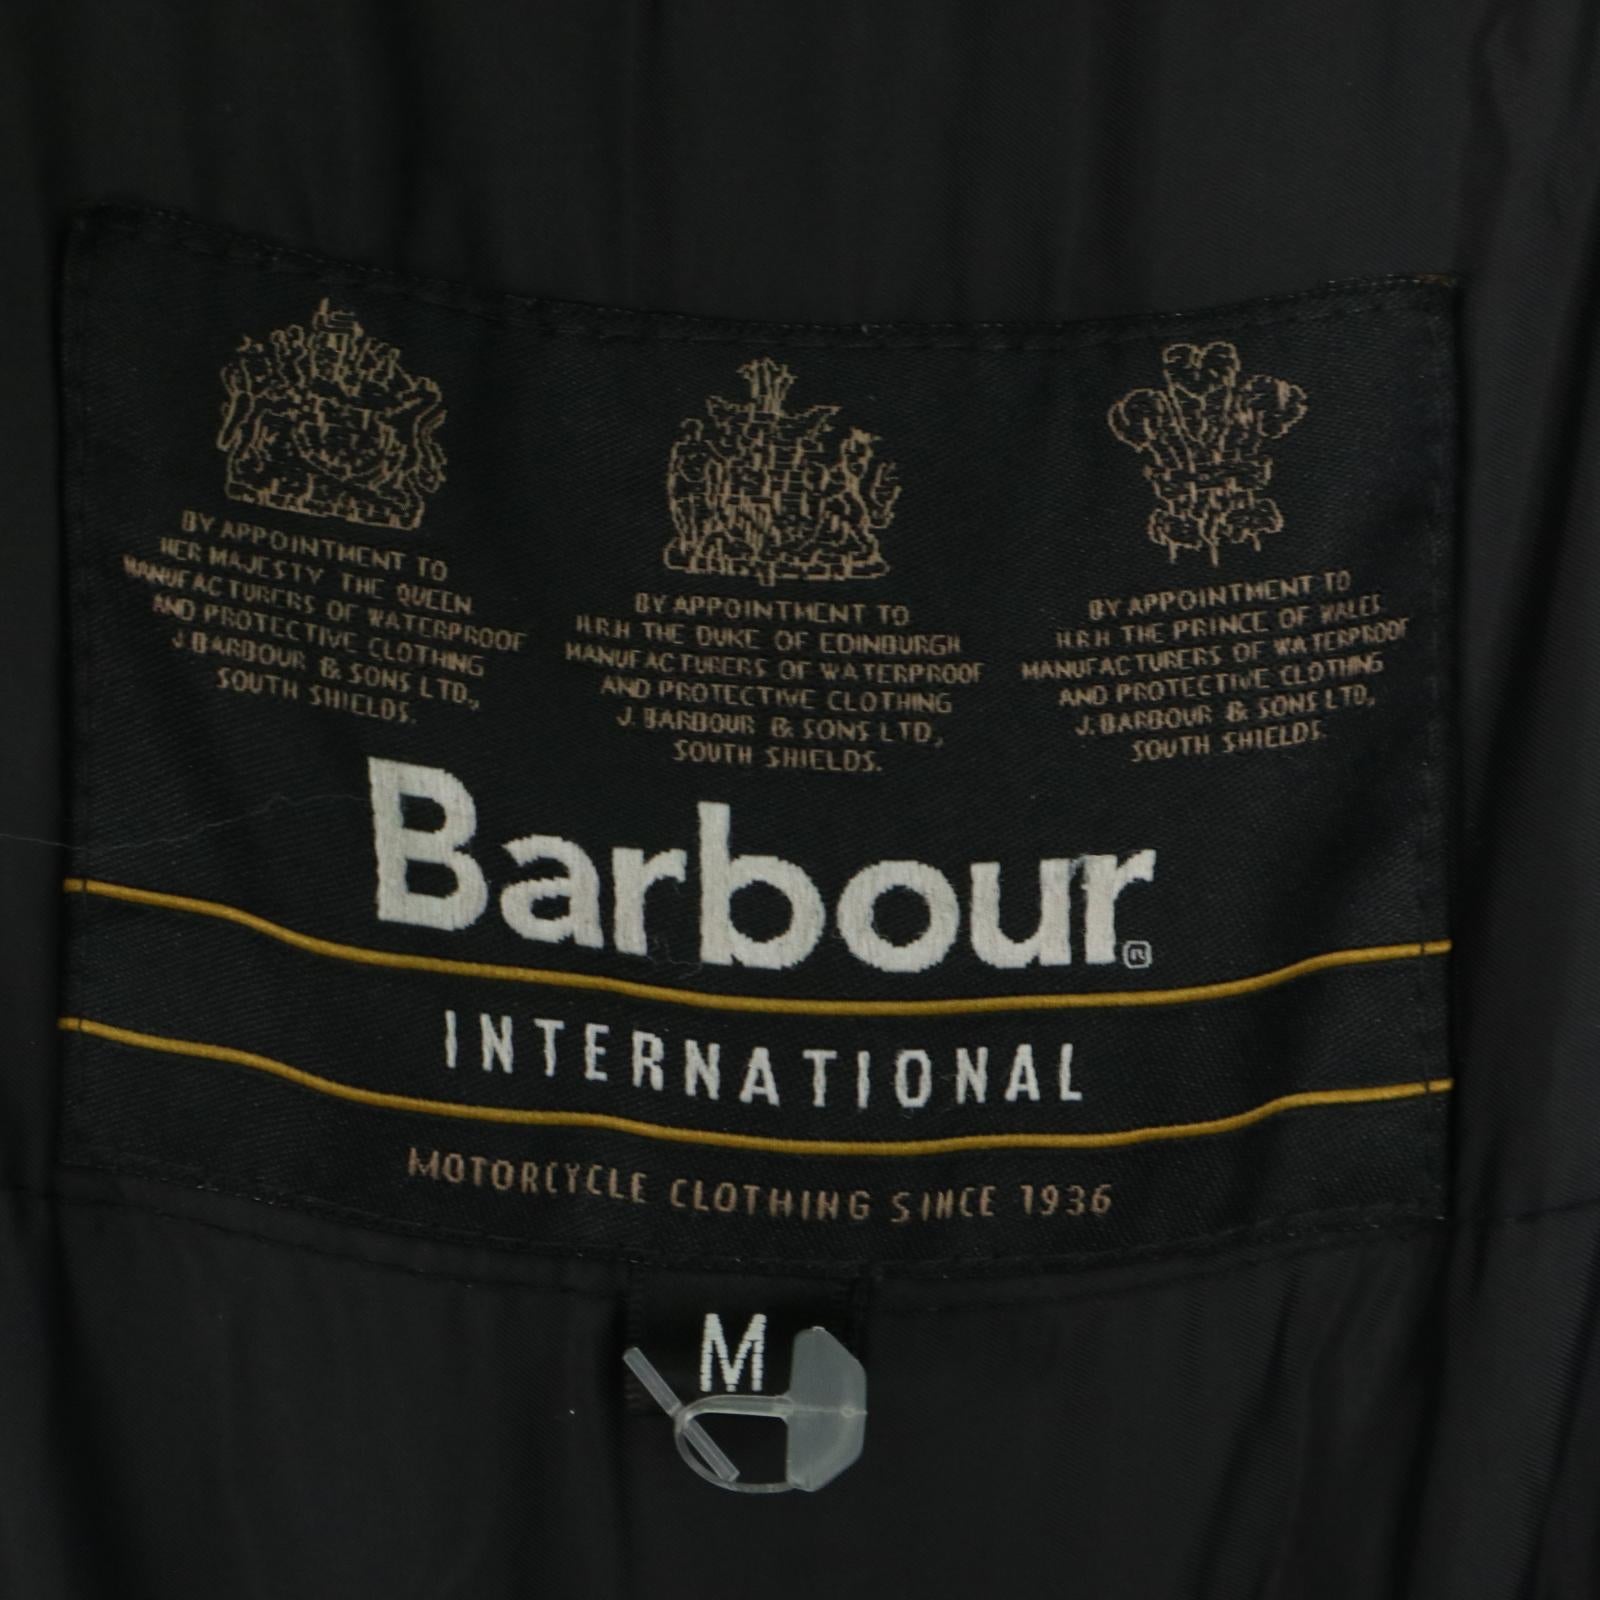 BY APPOINTMENT TO
HER MAJESTY THE QUEEN
MANUFACTURERS OF WATERPROOF
AND PROTECTIVE CLOTHING
J. BARBOUR & SONS LTD.,
SOUTH SHIELDS.
BY APPOINTMENT TO
H.R.H THE DUKE OF EDINBURGH
MANUFACTURERS OF WATERPROOF
AND PROTECTIVE CLOTHING
J. BARBOUR & SONS LTD,
SOUTH SHIELDS.
BY APPOINTMENT TO
H.R.H THE PRINCE OF WALES
MANUFACTURERS OF WATERPROOF
AND PROTECTIVE CLOTHING
J. BARBOUR & SONS LTD,
SOUTH SHIELDS.
Barbour®
INTERNATIONAL
MOTORCYCLE CLOTHING SINCE 1936
M